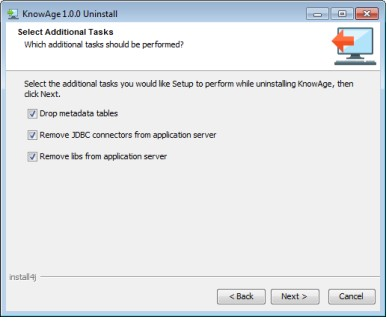 KnowAge 1.0.0 Uninstall
Select Additional Tasks
Which additional tasks should be performed?
Select the additional tasks you would like Setup to perform while uninstalling KnowAge, then
click Next.
Drop metadata tables
Remove JDBC connectors from application server
Remove libs from application server
install4j
< Back
Next >
Cancel